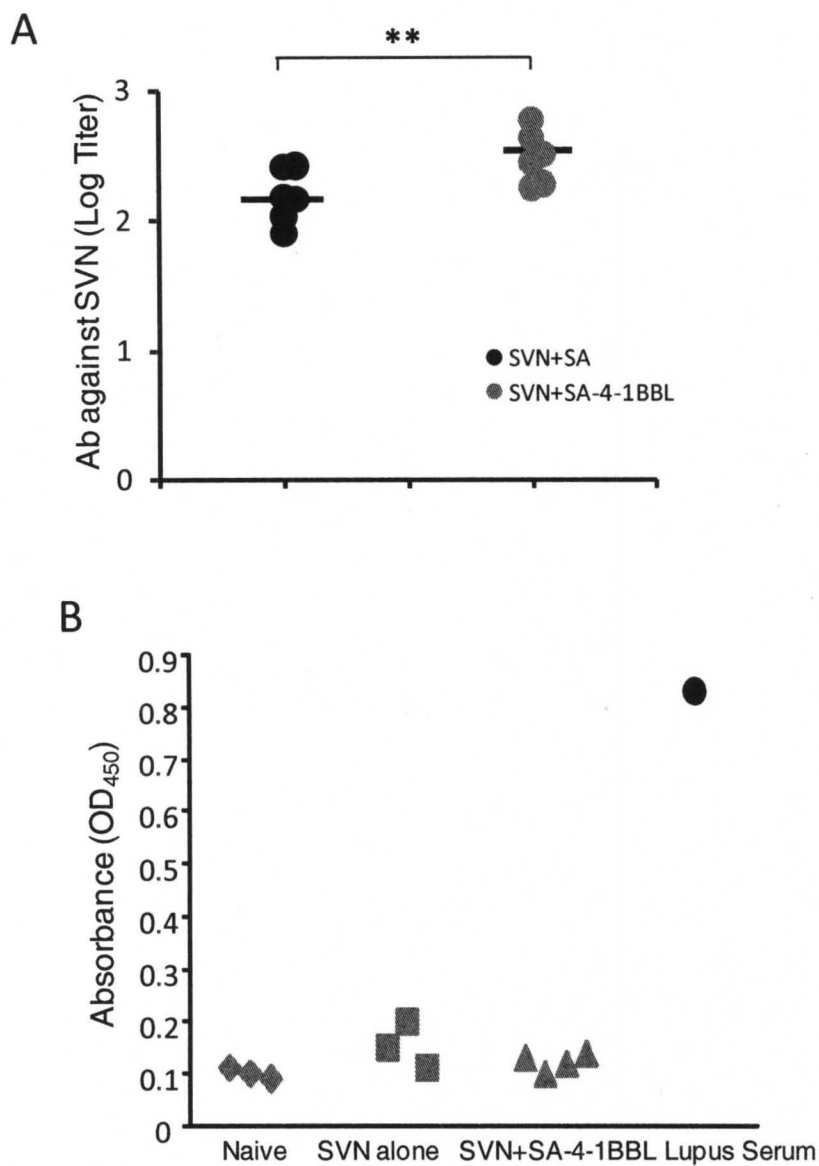 A
**
3
2
1
0
Ab against SVN (Log Titer)
SVN+SA
SVN+SA-4-1BBL
B
0.9
0.8
0.7
0.6
0.5
0.4
0.3
0.2
0.1
0
Absorbance (OD450)
Naive SVN alone SVN+SA-4-1BBL Lupus Serum